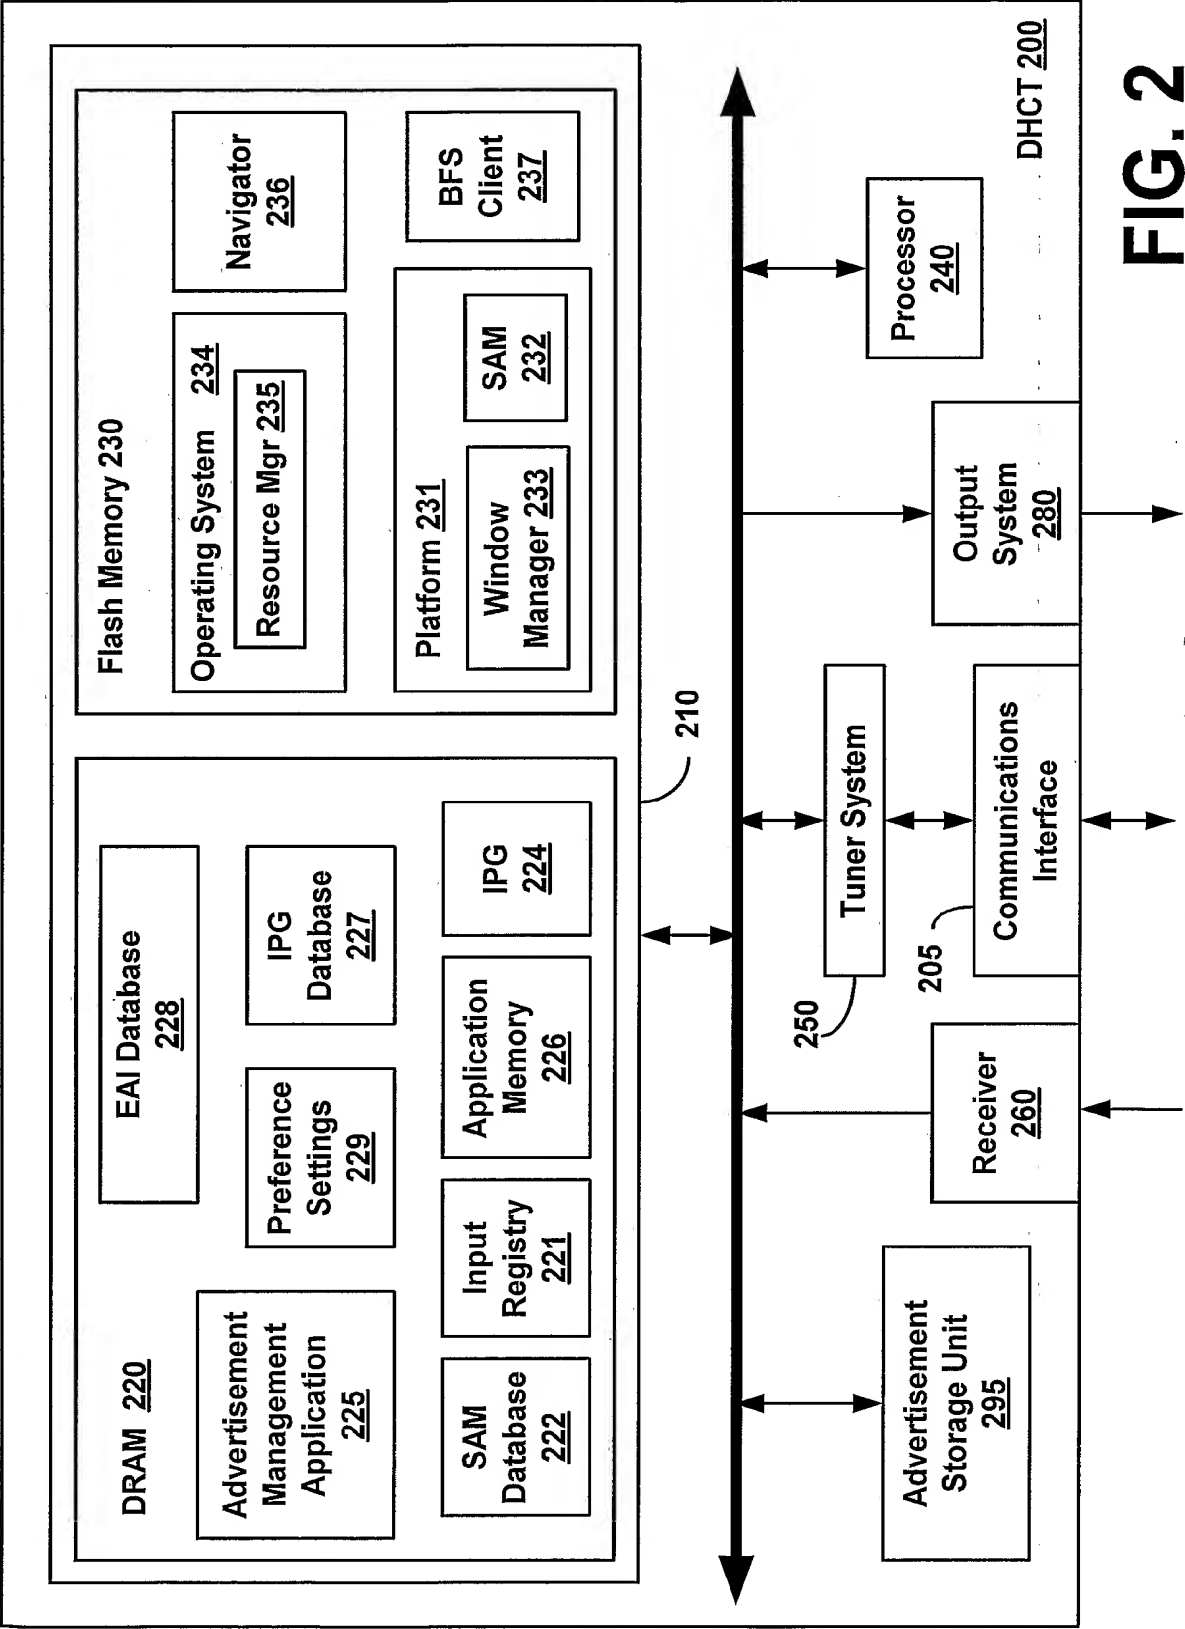 DRAM 220
EAI Database
228
Advertisement
Management
Application
225
Preference
Settings
229
IPG
Database
227
SAM
Database
222
Input
Registry
221
Application
Memory
226
IPG
224
Flash Memory 230
Operating System 234
Resource Mgr 235
Navigator
236
Platform 231
Window
Manager 233
SAM
232
BFS
Client
237
210
Advertisement
Storage Unit
295
Receiver
260
250
Tuner System
205
Communications
Interface
Output
System
280
Processor
240
DHCT 200
FIG. 2